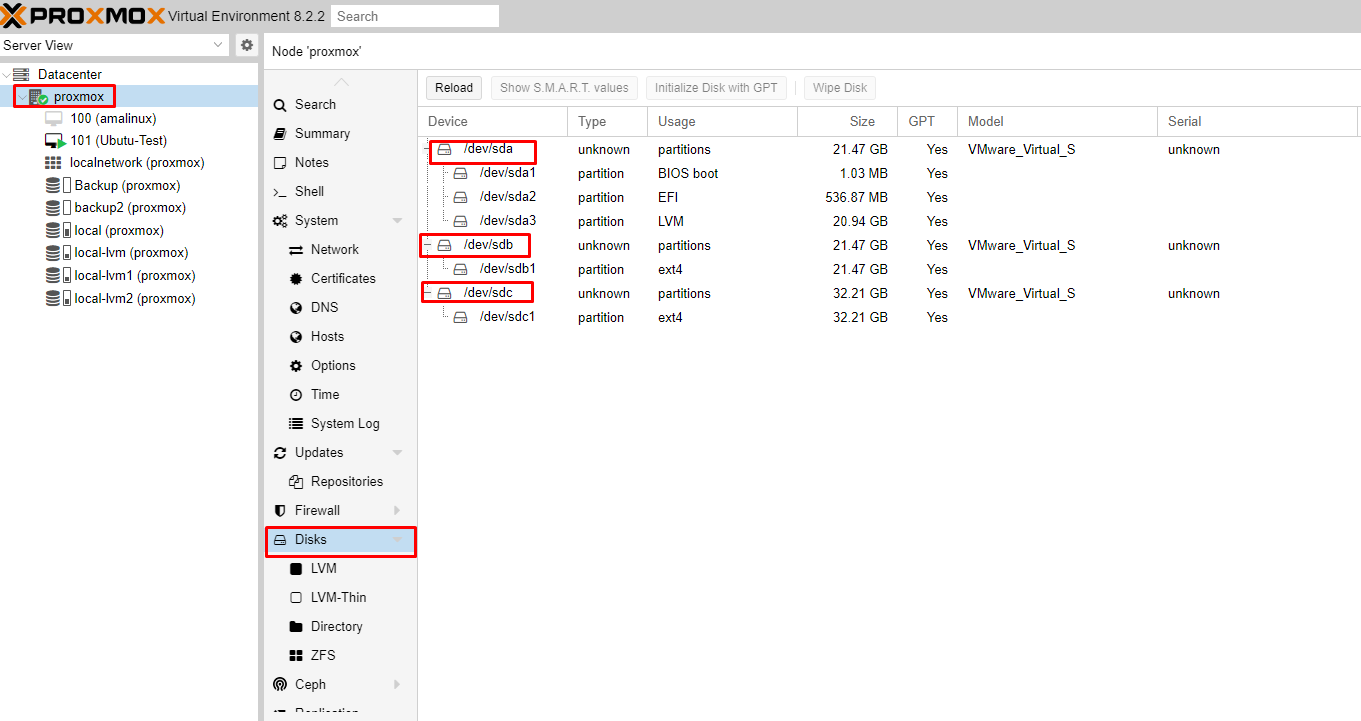 PROXMOX Virtual Environment 8.2.2 Search
Server View
Datacenter
proxmox
100 (amalinux)
101 (Ubutu-Test)
localnetwork (proxmox)
Backup (proxmox)
backup2 (proxmox)
local (proxmox)
local-lvm (proxmox)
local-lvm1 (proxmox)
local-lvm2 (proxmox)
Node 'proxmox'
Search
Summary
Notes
Shell
System
Network
Certificates
DNS
Hosts
Options
Time
System Log
Updates
Repositories
Firewall
Disks
LVM
LVM-Thin
Directory
ZFS
Ceph
Replication
Reload Show S.M.A.R.T. values Initialize Disk with GPT Wipe Disk
Device Type Usage Size GPT Model Serial
/dev/sda unknown partitions 21.47 GB Yes VMware_Virtual_S unknown
/dev/sda1 partition BIOS boot 1.03 MB Yes
/dev/sda2 partition EFI 536.87 MB Yes
/dev/sda3 partition LVM 20.94 GB Yes
/dev/sdb unknown partitions 21.47 GB Yes VMware_Virtual_S unknown
/dev/sdb1 partition ext4 21.47 GB Yes
/dev/sdc unknown partitions 32.21 GB Yes VMware_Virtual_S unknown
/dev/sdc1 partition ext4 32.21 GB Yes